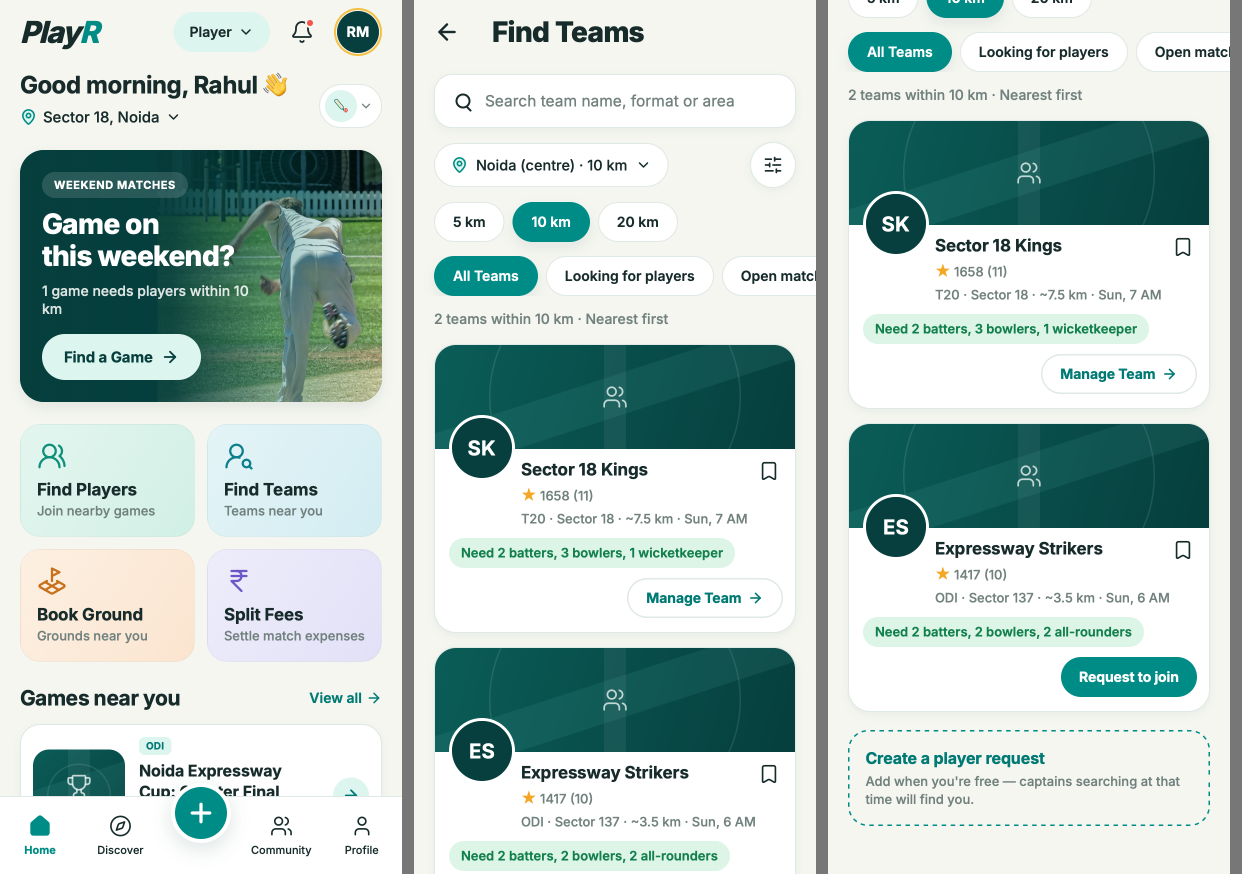 PlayR
Player
RM
Good morning, Rahul 👋
Sector 18, Noida
WEEKEND MATCHES
Game on
this weekend?
1 game needs players within 10
km
Find a Game →
Find Players
Join nearby games
Find Teams
Teams near you
Book Ground
Grounds near you
Split Fees
Settle match expenses
Games near you
View all →
ODI
Noida Expressway
Home
Discover
Community
Profile
Find Teams
Search team name, format or area
Noida (centre) · 10 km
5 km
10 km
20 km
All Teams
Looking for players
Open matc
2 teams within 10 km · Nearest first
SK
Sector 18 Kings
★ 1658 (11)
T20 · Sector 18 · ~7.5 km · Sun, 7 AM
Need 2 batters, 3 bowlers, 1 wicketkeeper
Manage Team →
ES
Expressway Strikers
★ 1417 (10)
ODI · Sector 137 · ~3.5 km · Sun, 6 AM
Need 2 batters, 2 bowlers, 2 all-rounders
All Teams
Looking for players
Open matc
2 teams within 10 km · Nearest first
SK
Sector 18 Kings
★ 1658 (11)
T20 · Sector 18 · ~7.5 km · Sun, 7 AM
Need 2 batters, 3 bowlers, 1 wicketkeeper
Manage Team →
ES
Expressway Strikers
★ 1417 (10)
ODI · Sector 137 · ~3.5 km · Sun, 6 AM
Need 2 batters, 2 bowlers, 2 all-rounders
Request to join
Create a player request
Add when you're free — captains searching at that
time will find you.